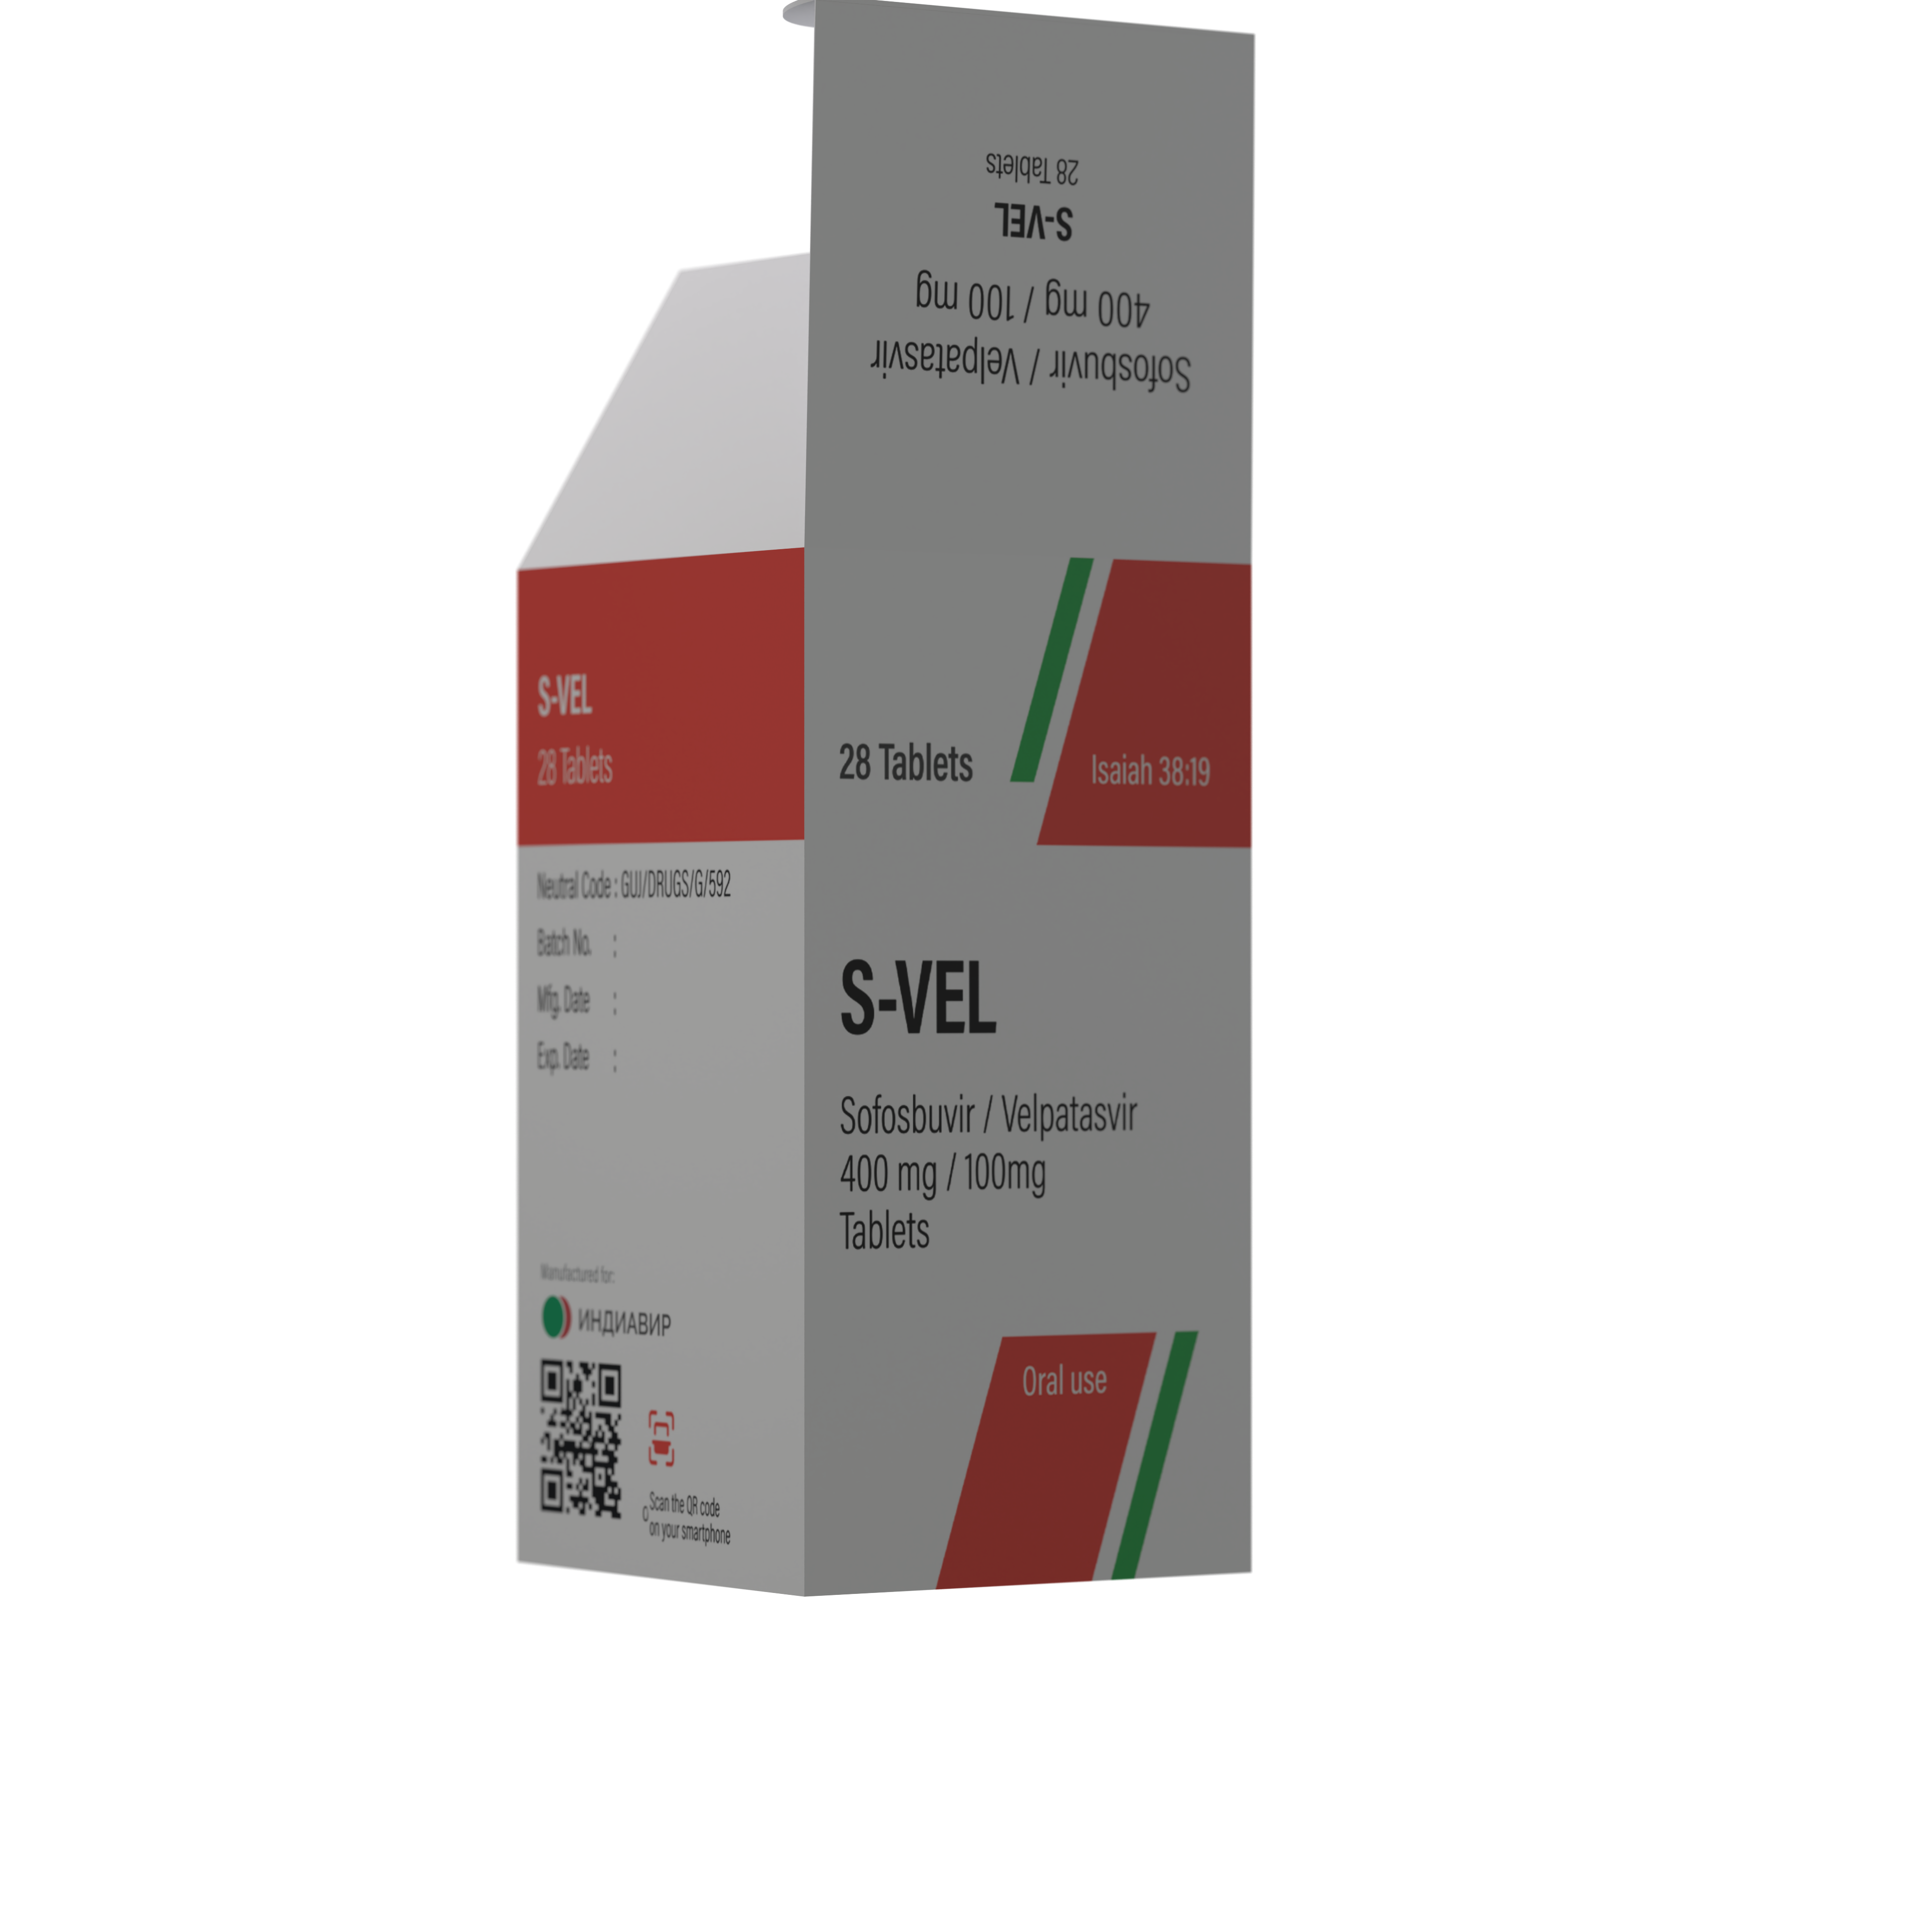 28 Tablets
S-VEL
400 mg / 100 mg
Sofosbuvir / Velpatasvir
S-VEL
28 Tablets
Neutral Code : GUJ/DRUGS/G/592
Batch No. :
Mfg. Date :
Exp. Date :
Manufactured for:
ИНДИАВИР
Scan the QR code
on your smartphone
28 Tablets
Isaiah 38:19
S-VEL
Sofosbuvir / Velpatasvir
400 mg / 100mg
Tablets
Oral use